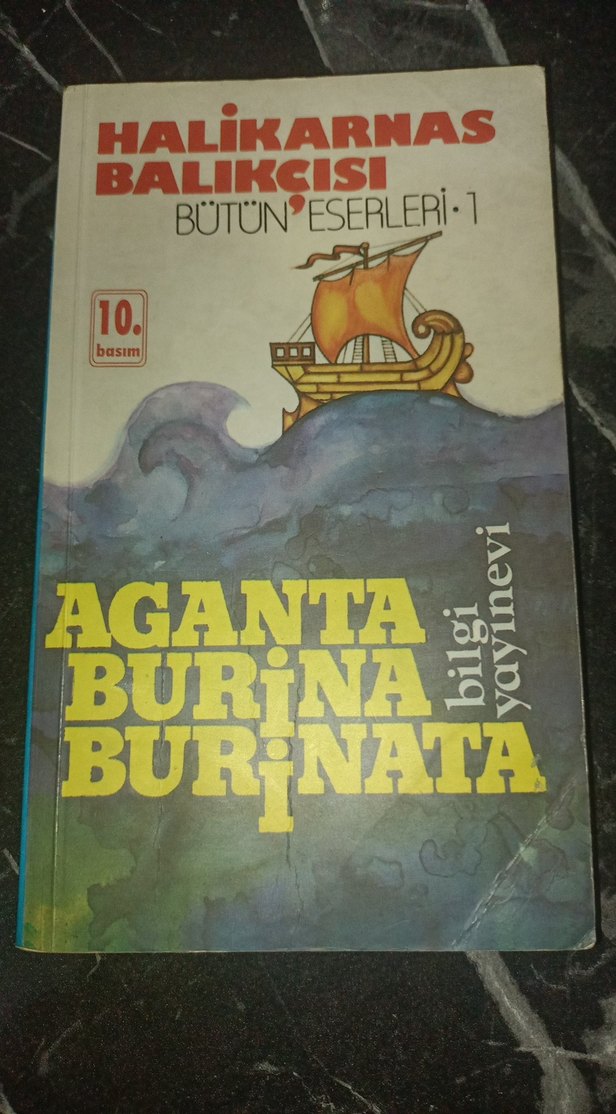 HALİKARNAS
BALIKÇISI
BÜTÜN ESERLERİ·1
10.
basım
AGANTA
BURİNA
BURİNATA
bilgi
yayınevi